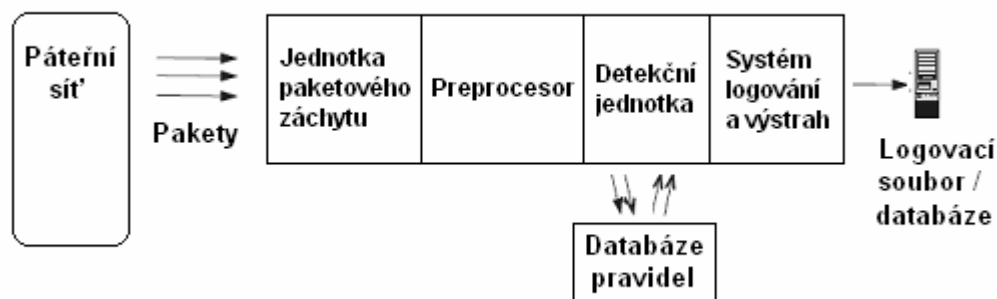 Páteřní
síť
Pakety
Jednotka
paketového
záchytu
Preprocesor
Detekční
jednotka
Systém
logování
a výstrah
Logovací
soubor /
databáze
Databáze
pravidel